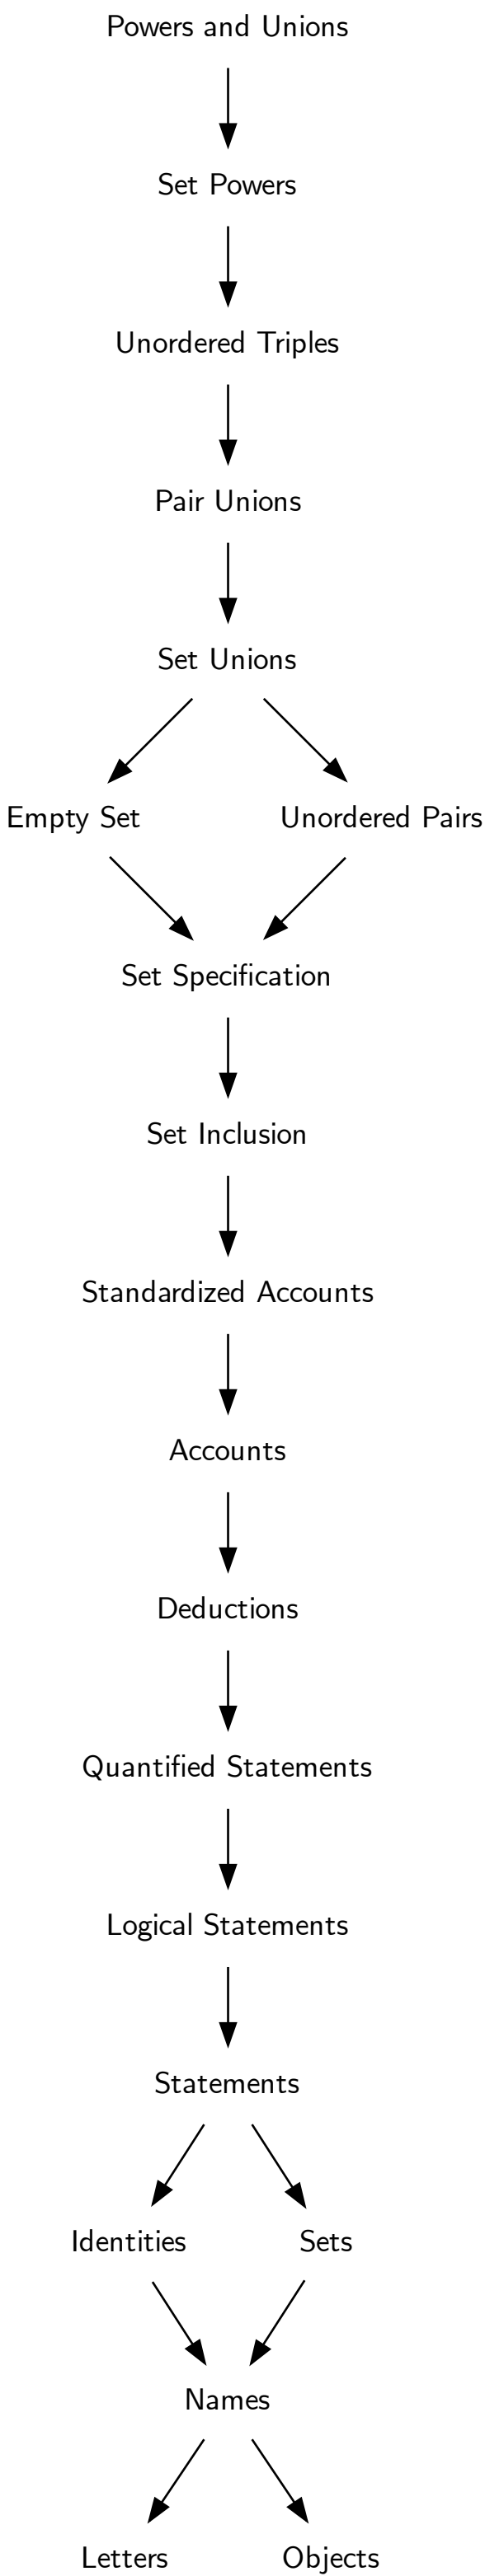 Powers and Unions
Set Powers
Unordered Triples
Pair Unions
Set Unions
Empty Set
Unordered Pairs
Set Specification
Set Inclusion
Standardized Accounts
Accounts
Deductions
Quantified Statements
Logical Statements
Statements
Identities
Sets
Names
Letters
Objects